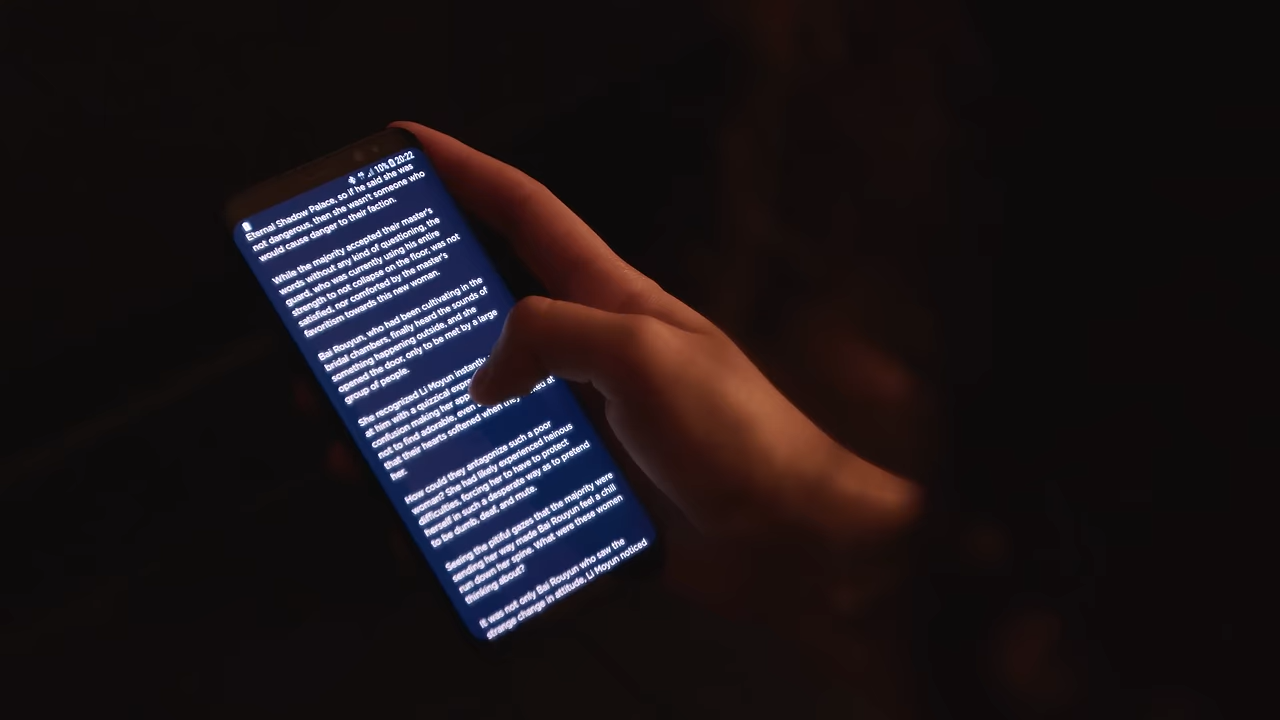 10% 20:22
Eternal Shadow Palace, so if he said she was
not dangerous, then she wasn't someone who
would cause danger to their faction.
While the majority accepted their master's
words without any kind of questioning, the
guard, who was currently using his entire
strength to not collapse on the floor, was not
satisfied, nor comforted by the master's
favoritism towards this new woman.
Bai Rouyun, who had been cultivating in the
bridal chambers, finally heard the sounds of
something happening outside, and she
opened the door, only to be met by a large
group of people.
She recognized Li Moyun instantly
at him with a quizzical
confusion making her
not to find adorable, even
that their hearts softened when they at
her.
How could they antagonize such a poor
woman? She had likely experienced heinous
difficulties, forcing her to have to protect
herself in such a desperate way as to pretend
to be dumb, deaf, and mute.
Seeing the pitiful gazes that the majority were
sending her way made Bai Rouyun feel a chill
run down her spine. What were these women
thinking about?
It was not only Bai Rouyun who saw the
strange change in attitude, Li Moyun noticed